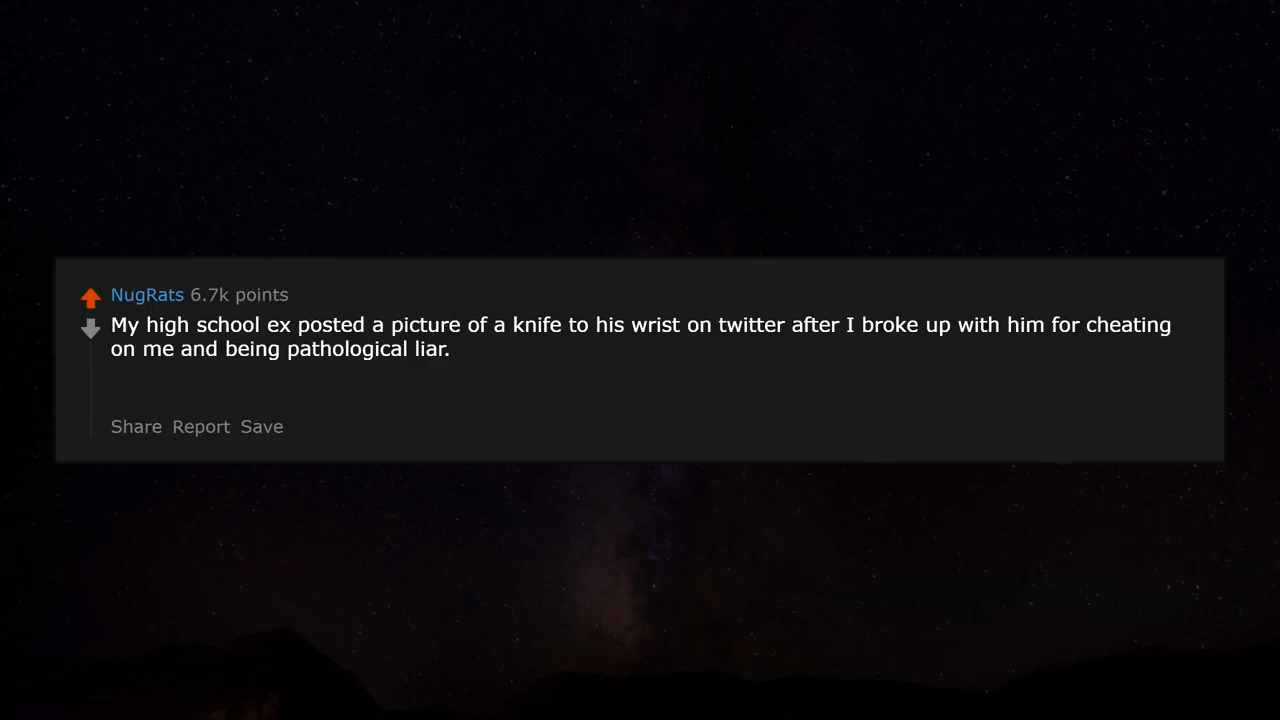 NugRats 6.7k points
My high school ex posted a picture of a knife to his wrist on twitter after I broke up with him for cheating
on me and being pathological liar.
Share Report Save